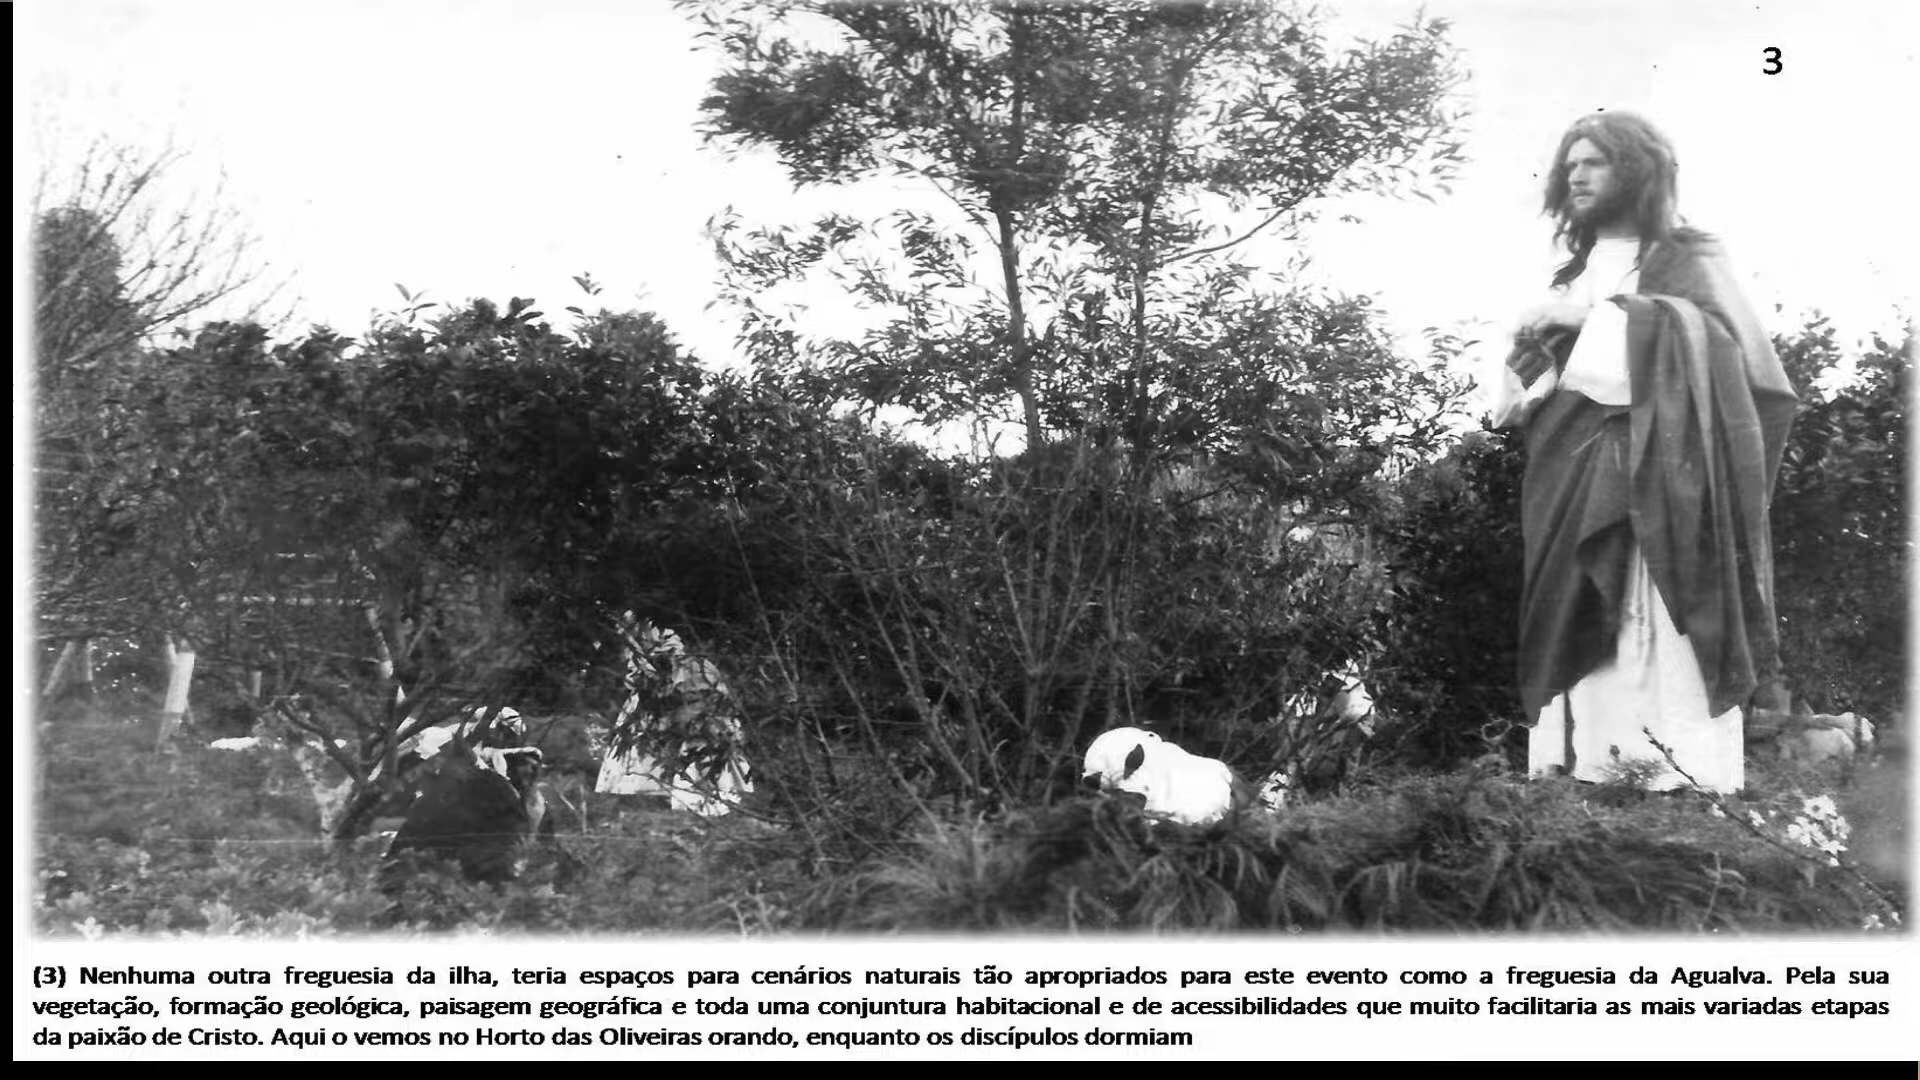 3
(3) Nenhuma outra freguesia da ilha, teria espaços para cenários naturais tão apropriados para este evento como a freguesia da Agualva. Pela sua
vegetação, formação geológica, paisagem geográfica e toda uma conjuntura habitacional e de acessibilidades que muito facilitaria as mais variadas etapas
da paixão de Cristo. Aqui o vemos no Horto das Oliveiras orando, enquanto os discípulos dormiam